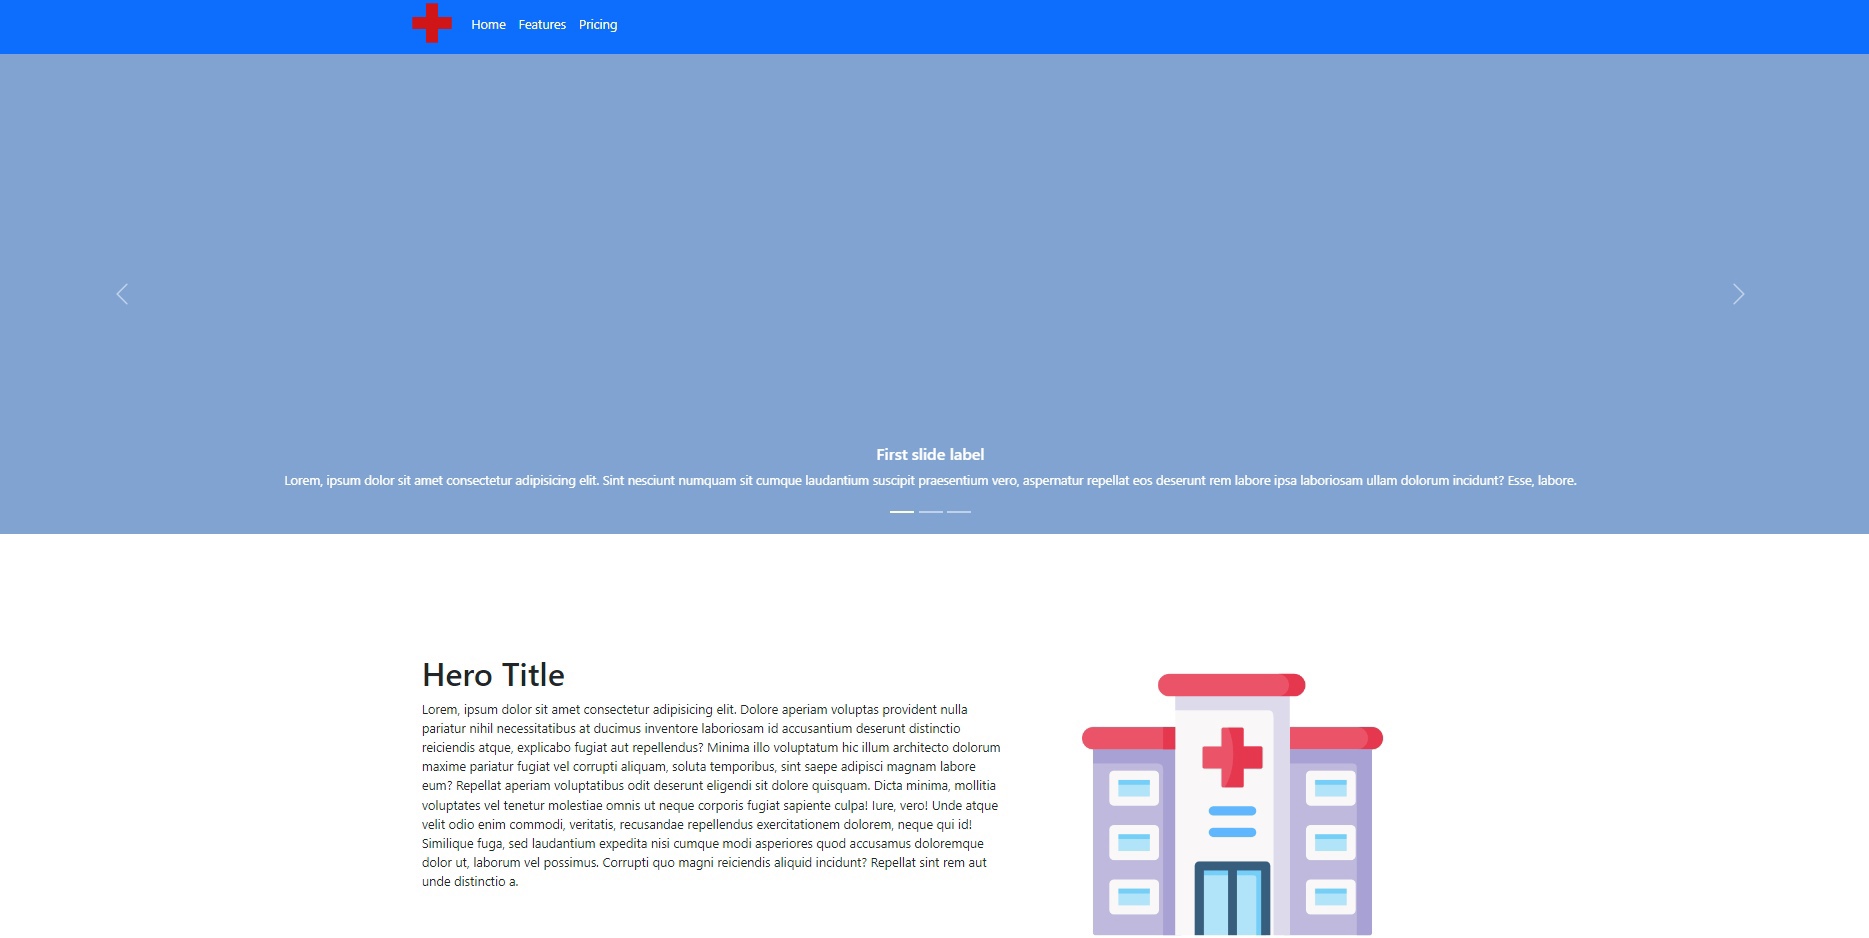 Home Features Pricing
First slide label
Lorem, ipsum dolor sit amet consectetur adipisicing elit. Sint nesciunt numquam sit cumque laudantium suscipit praesentium vero, aspernatur repellat eos deserunt rem labore ipsa laboriosam ullam dolorum incidunt? Esse, labore.
Hero Title
Lorem, ipsum dolor sit amet consectetur adipisicing elit. Dolore aperiam voluptas provident nulla
pariatur nihil necessitatibus at ducimus inventore laboriosam id accusantium deserunt distinctio
reiciendis atque, explicabo fugiat aut repellendus? Minima illo voluptatum hic illum architecto dolorum
maxime pariatur fugiat vel corrupti aliquam, soluta temporibus, sint saepe adipisci magnam labore
eum? Repellat aperiam voluptatibus odit deserunt eligendi sit dolore quisquam. Dicta minima, mollitia
voluptates vel tenetur molestiae omnis ut neque corporis fugiat sapiente culpa! Iure, vero! Unde atque
velit odio enim commodi, veritatis, recusandae repellendus exercitationem dolorem, neque qui id!
Similique fuga, sed laudantium expedita nisi cumque modi asperiores quod accusamus doloremque
dolor ut, laborum vel possimus. Corrupti quo magni reiciendis aliquid incidunt? Repellat sint rem aut
unde distinctio a.